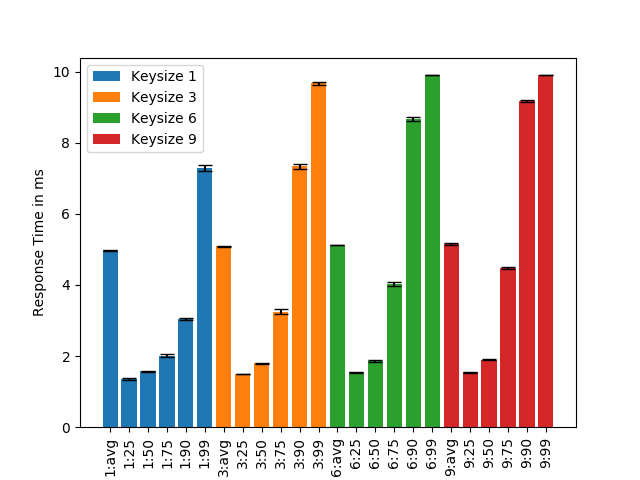 Keysize 1
Keysize 3
Keysize 6
Keysize 9
Response Time in ms
10
8
6
4
2
0
1:avg
1:25
1:50
1:75
1:90
1:99
3:avg
3:25
3:50
3:75
3:90
3:99
6:avg
6:25
6:50
6:75
6:90
6:99
9:avg
9:25
9:50
9:75
9:90
9:99